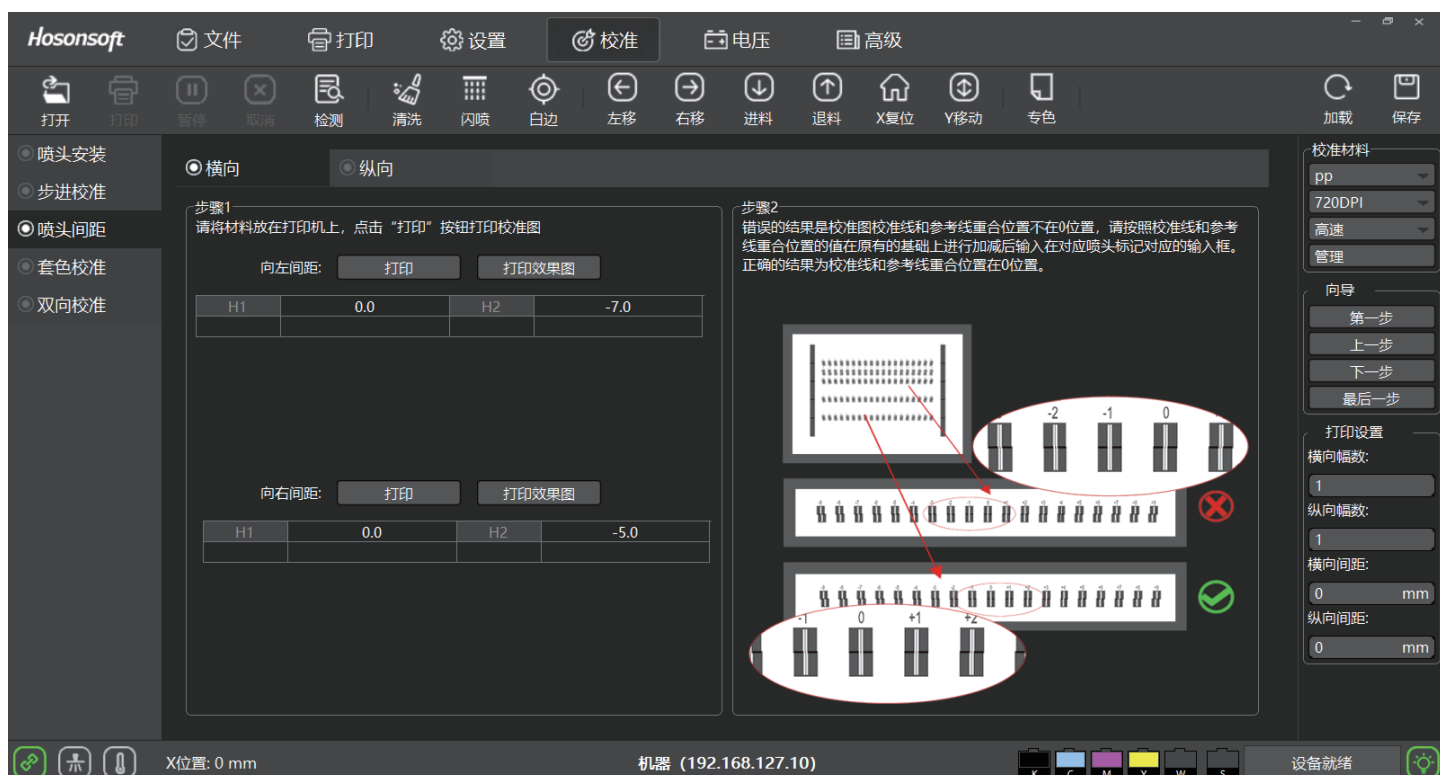 Hosonsoft
文件
打印
设置
校准
电压
高级
打开
打印
暂停
取消
检测
清洗
闪喷
白边
左移
右移
进料
退料
X复位
Y移动
专色
加载
保存
喷头安装
步进校准
喷头间距
套色校准
双向校准
横向
纵向
步骤1
请将材料放在打印机上，点击“打印”按钮打印校准图
向左间距:
打印
打印效果图
H1 0.0 H2 -7.0
向右间距:
打印
打印效果图
H1 0.0 H2 -5.0
步骤2
错误的结果是校准图校准线和参考线重合位置不在0位置，请按照校准线和参考
线重合位置的值在原有的基础上进行加减后输入在对应喷头标记对应的输入框。
正确的结果为校准线和参考线重合位置在0位置。
-2 -1 0
-1 0 +1 +2
校准材料
pp
720DPI
高速
管理
向导
第一步
上一步
下一步
最后一步
打印设置
横向幅数:
1
纵向幅数:
1
横向间距:
0 mm
纵向间距:
0 mm
X位置: 0 mm
机器 (192.168.127.10)
K C M Y W S
设备就绪